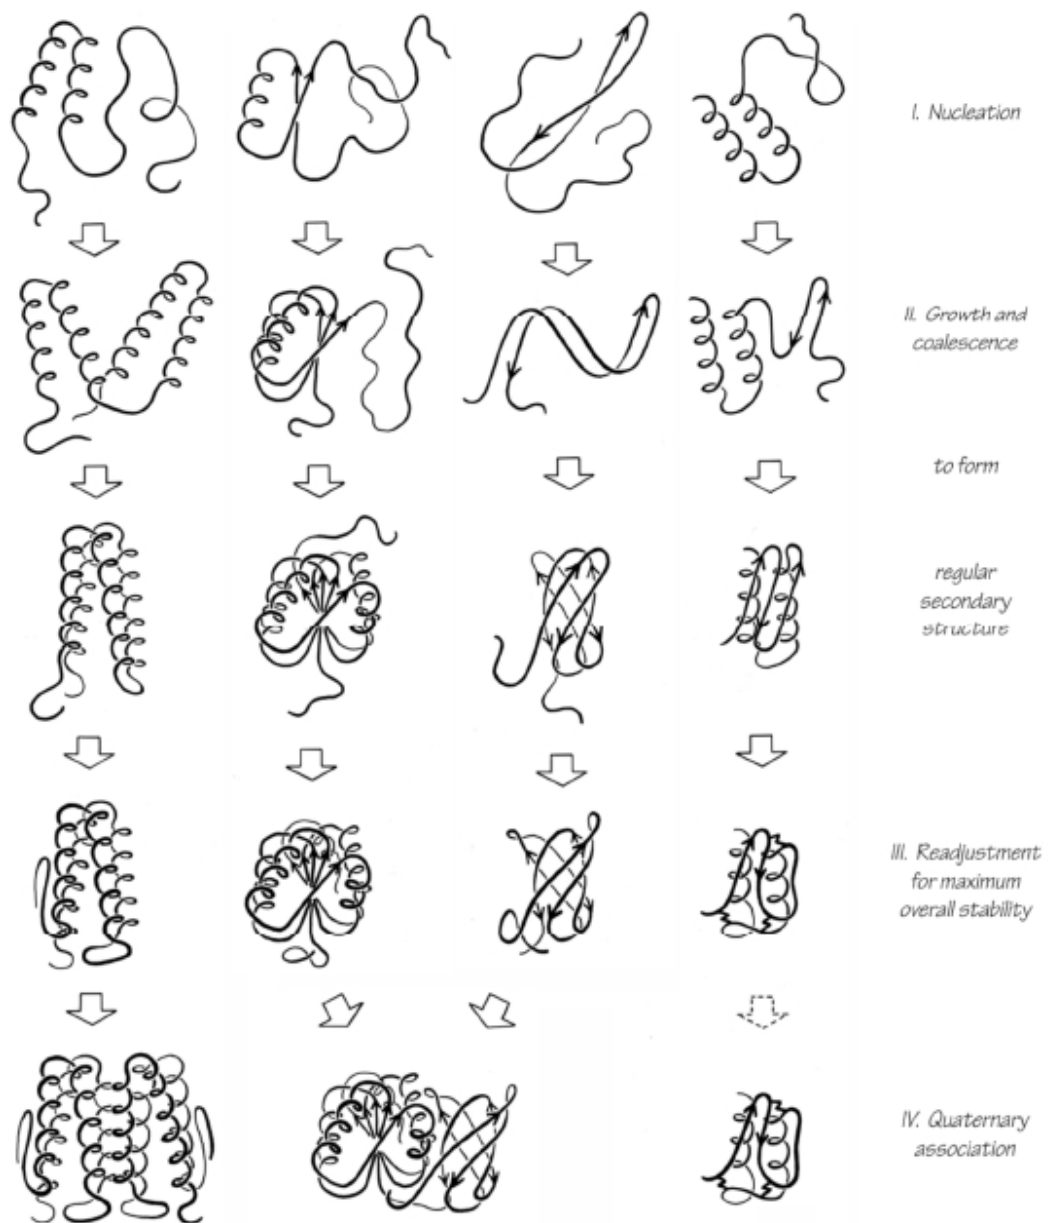 I. Nucleation
II. Growth and
coalescence
to form
regular
secondary
structure
III. Readjustment
for maximum
overall stability
IV. Quaternary
association